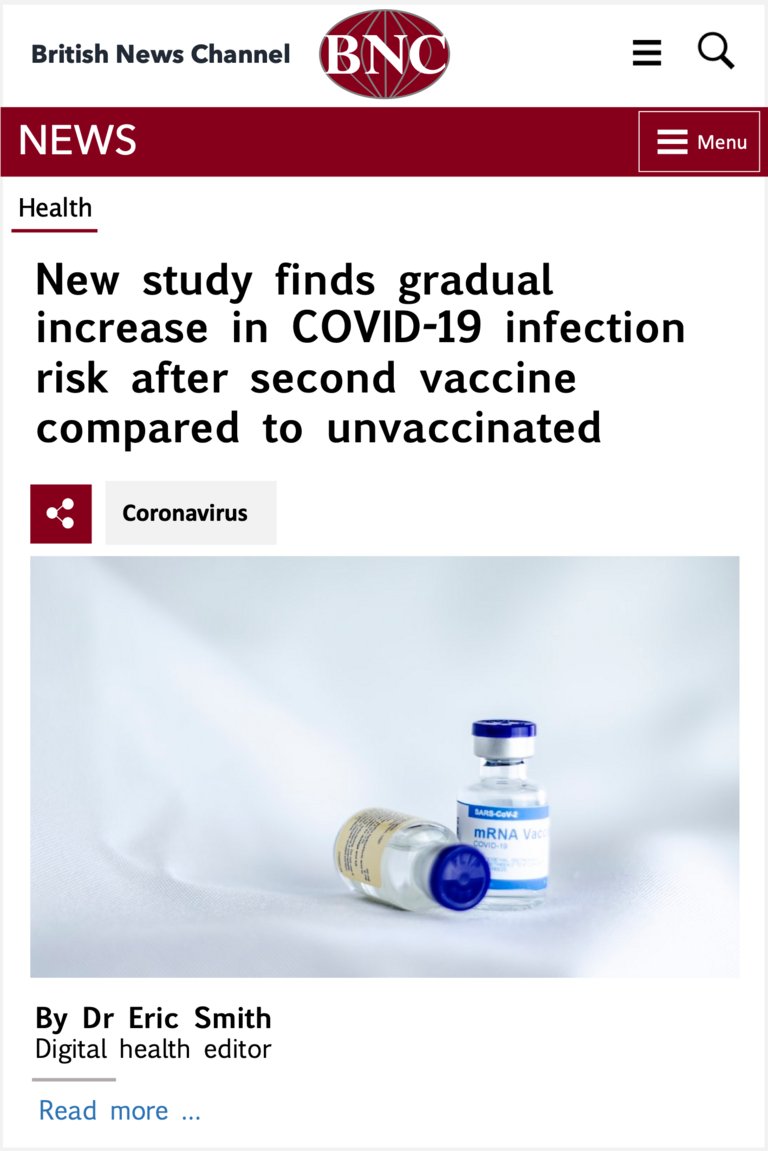 British News Channel
BNC
NEWS
Menu
Health
New study finds gradual
increase in COVID-19 infection
risk after second vaccine
compared to unvaccinated
Coronavirus
SARS-CoV-2
mRNA Vacc
COVID-19
By Dr Eric Smith
Digital health editor
Read more ...